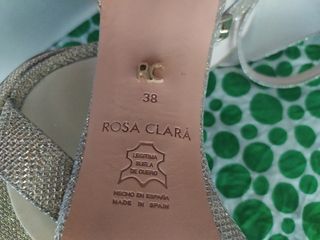 RC
38
ROSA CLARÁ
LEGITIMA
SUELA
DE CUERO
HECHO EN ESPAÑA
MADE IN SPAIN